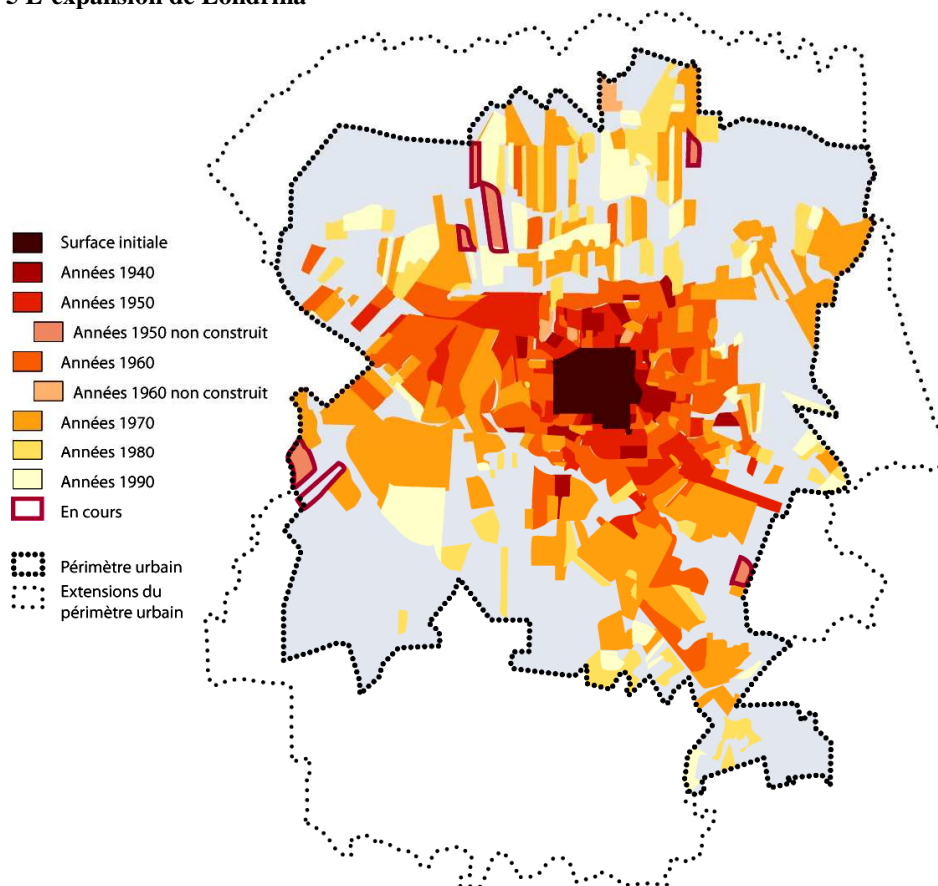 5 L'expansion de Londrina
Surface initiale
Années 1940
Années 1950
Années 1950 non construit
Années 1960
Années 1960 non construit
Années 1970
Années 1980
Années 1990
En cours
Périmètre urbain
Extensions du
périmètre urbain